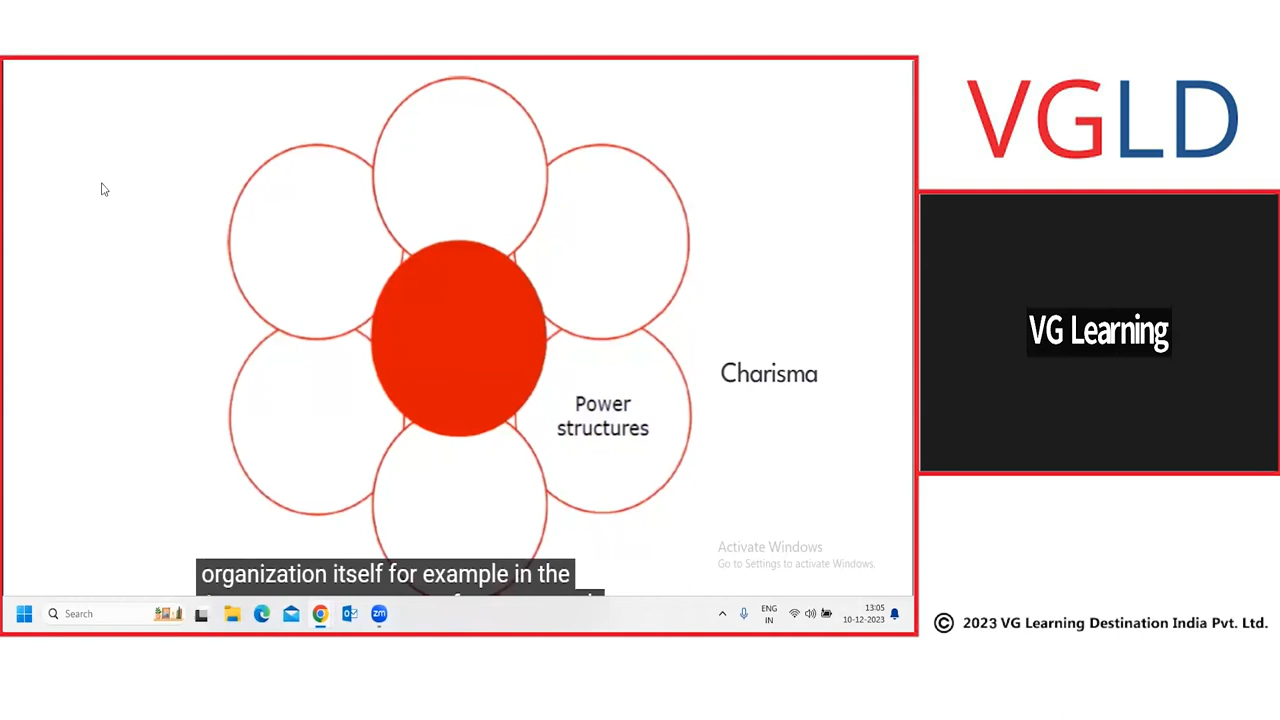 VGLD
VG Learning
Charisma
Power
structures
Activate Windows
Go to Settings to activate Windows.
organization itself for example in the
Search
ENG
IN
13:05
10-12-2023
© 2023 VG Learning Destination India Pvt. Ltd.